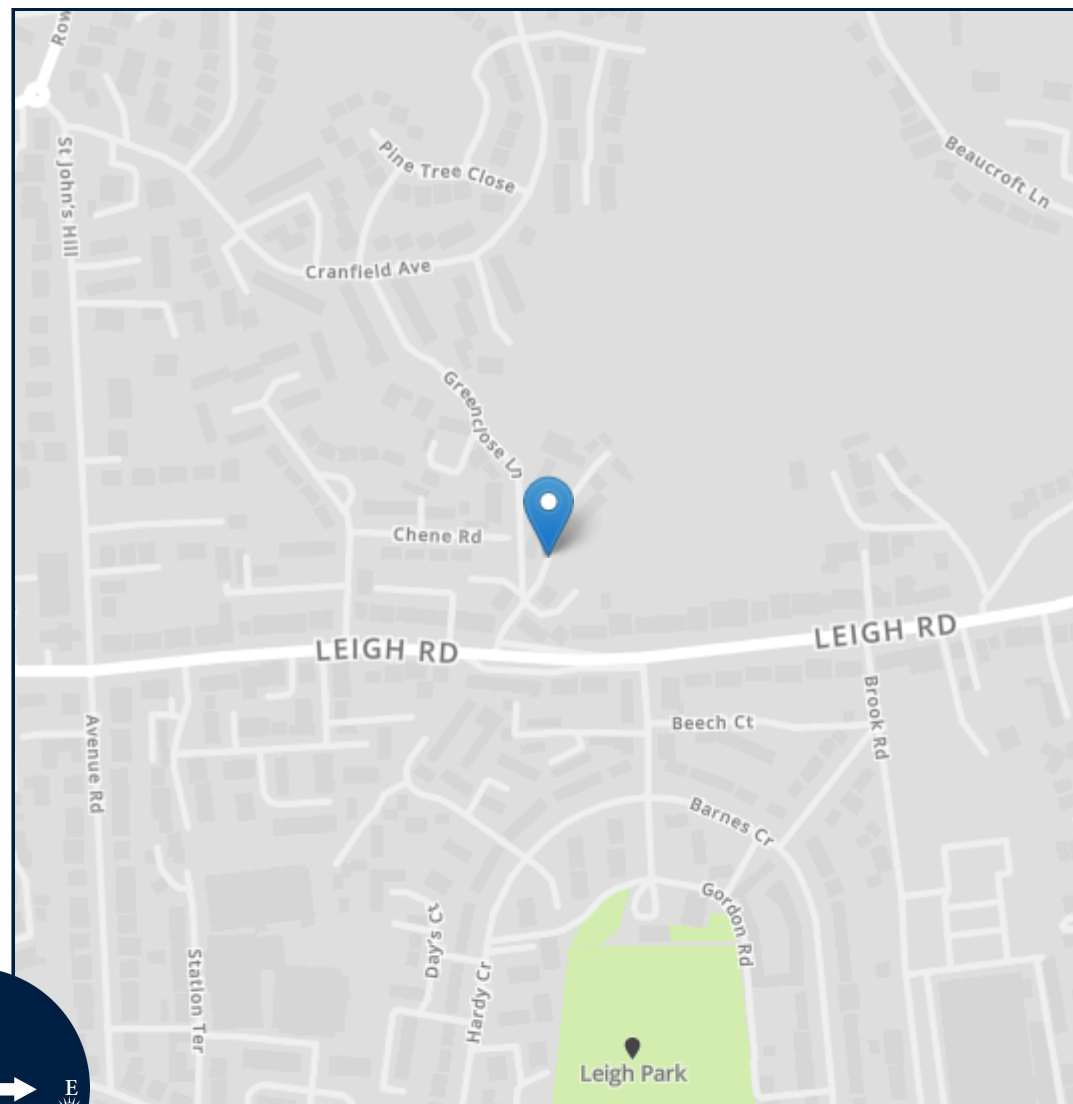 Row
St John's Hill
Pine Tree Close
Beaucroft Ln
Cranfield Ave
Greenclose Ln
Chene Rd
LEIGH RD
LEIGH RD
Brook Rd
Beech Ct
Avenue Rd
Barnes Cr
Gordon Rd
Day's Ct
Station Ter
Hardy Cr
Leigh Park
E